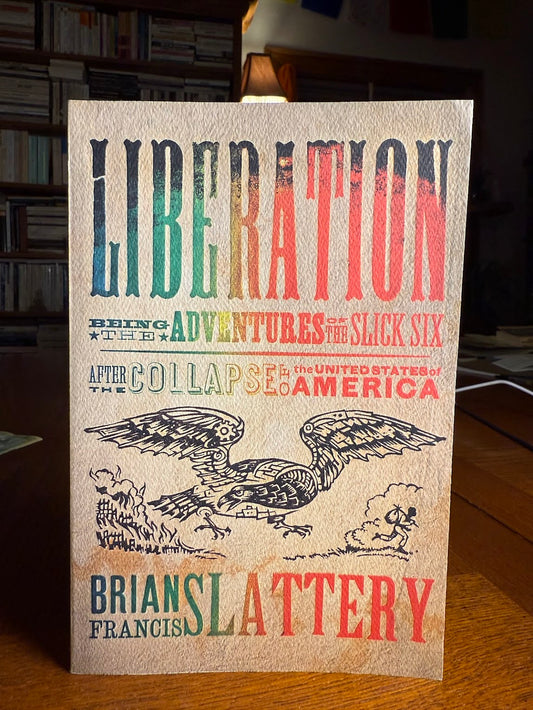 LIBERATION
BEING THE ADVENTURES OF THE SLICK SIX
AFTER THE COLLAPSE OF the UNITED STATES of AMERICA
BRIAN FRANCIS SLATTERY